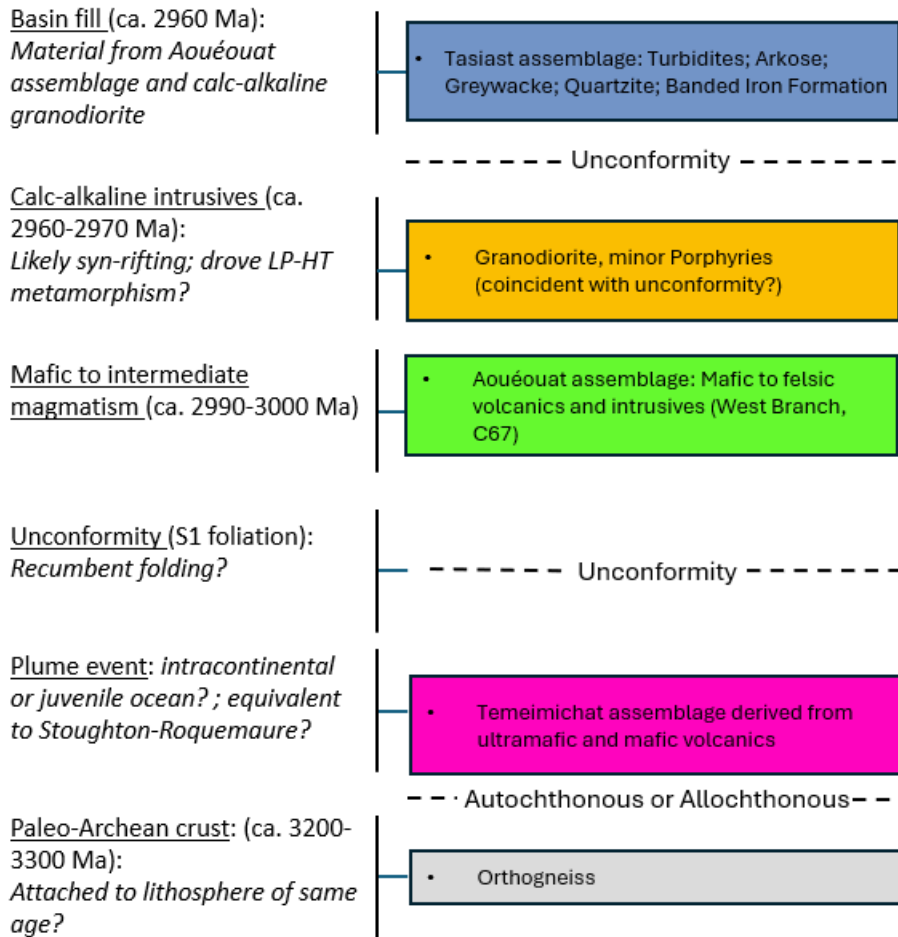 Basin fill (ca. 2960 Ma):
Material from Aouéouat
assemblage and calc-alkaline
granodiorite
• Tasiast assemblage: Turbidites; Arkose;
Greywacke; Quartzite; Banded Iron Formation
Unconformity
Calc-alkaline intrusives (ca.
2960-2970 Ma):
Likely syn-rifting; drove LP-HT
metamorphism?
• Granodiorite, minor Porphyries
(coincident with unconformity?)
Mafic to intermediate
magmatism (ca. 2990-3000 Ma)
• Aouéouat assemblage: Mafic to felsic
volcanics and intrusives (West Branch,
C67)
Unconformity (S1 foliation):
Recumbent folding?
Unconformity
Plume event: intracontinental
or juvenile ocean? ; equivalent
to Stoughton-Roquemaure?
• Temeimichat assemblage derived from
ultramafic and mafic volcanics
Autochthonous or Allochthonous
Paleo-Archean crust: (ca. 3200-
3300 Ma):
Attached to lithosphere of same
age?
• Orthogneiss